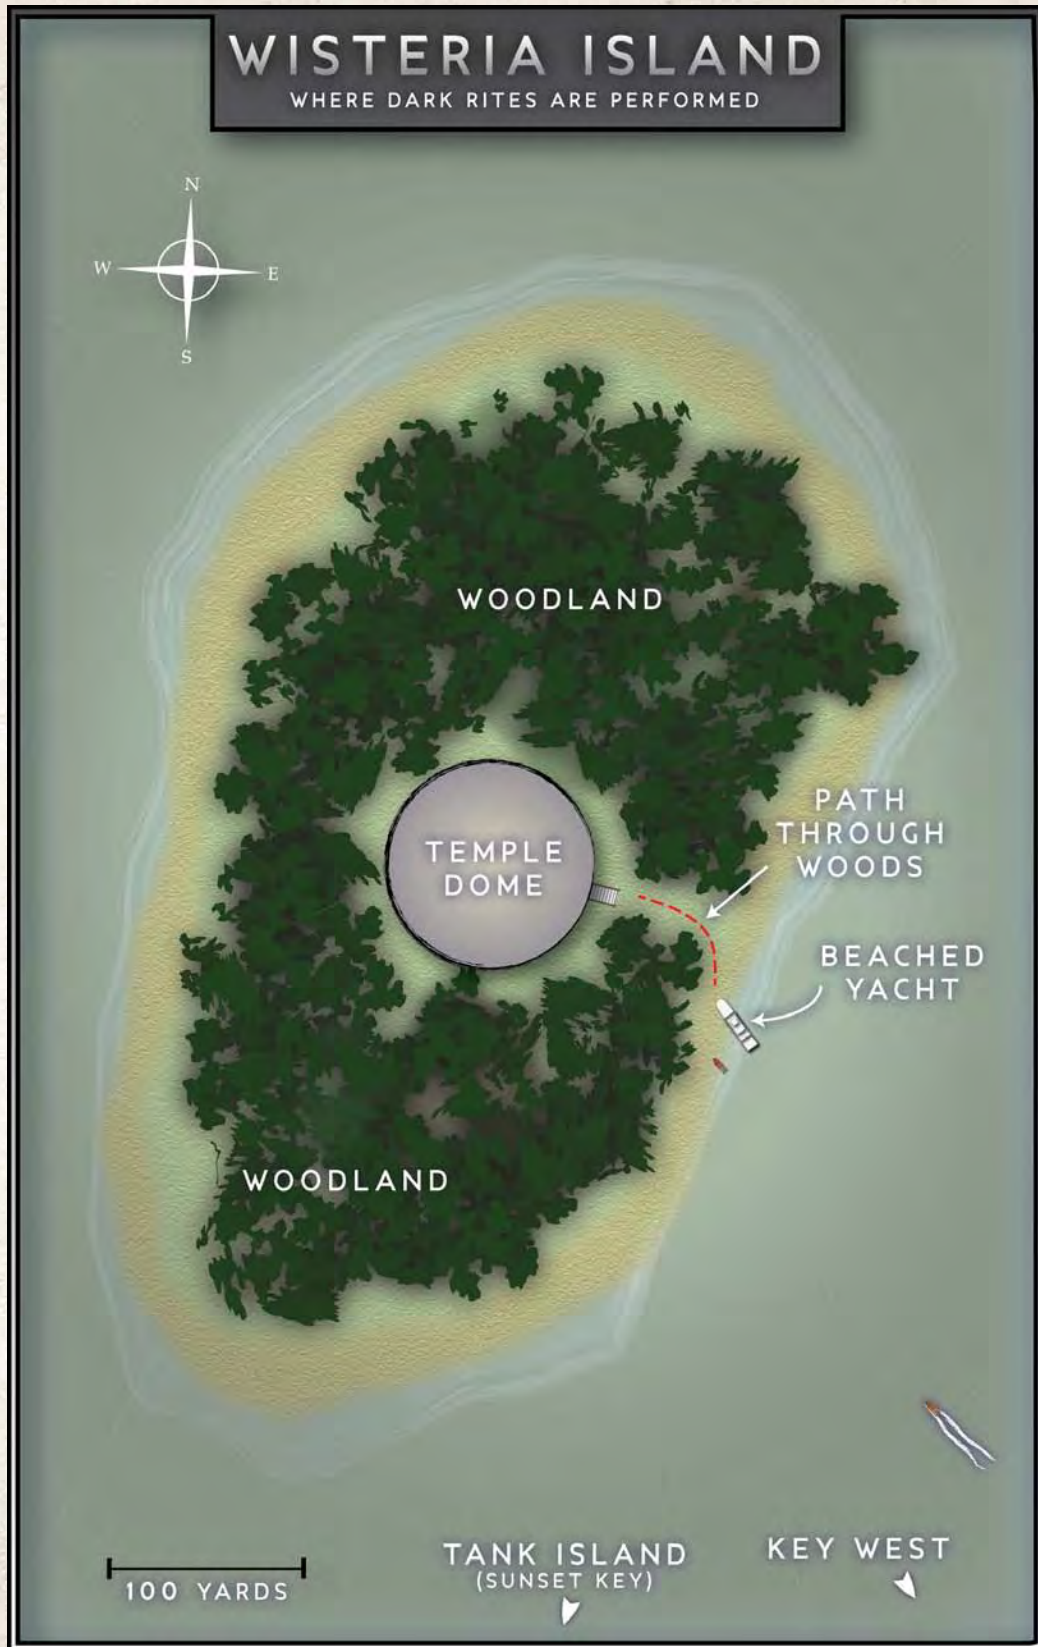 WISTERIA ISLAND
WHERE DARK RITES ARE PERFORMED
N
W
E
S
WOODLAND
PATH
THROUGH
WOODS
TEMPLE
DOME
BEACHED
YACHT
WOODLAND
100 YARDS
TANK ISLAND
(SUNSET KEY)
KEY WEST